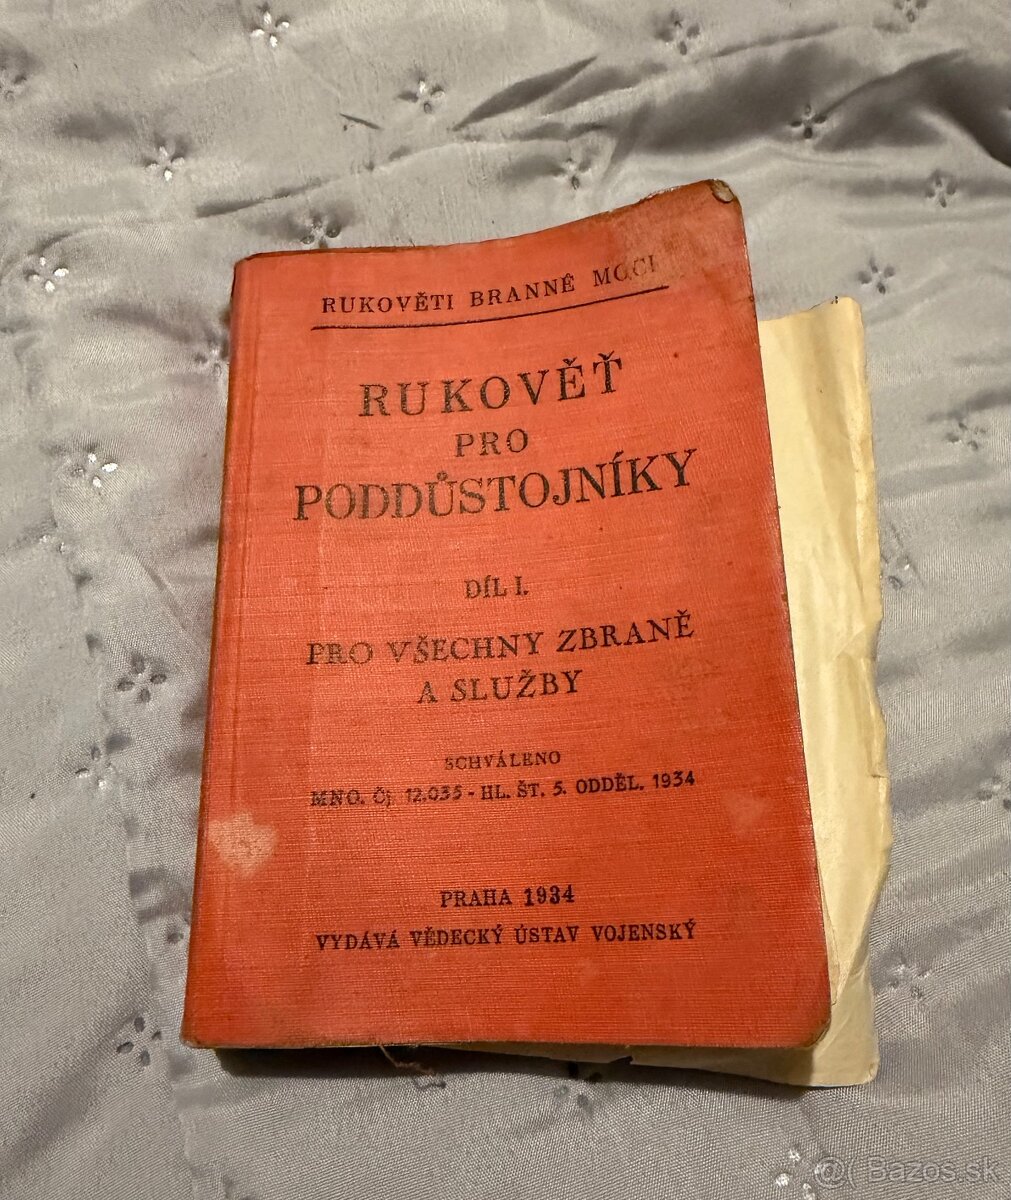 RUKOVĚTI BRANNÉ MOCI
RUKOVĚŤ
PRO
PODDŮSTOJNÍKY
DÍL I.
PRO VŠECHNY ZBRANĚ
A SLUŽBY
SCHVÁLENO
MNO. Čj. 12.035 - HL. ŠT. 5. ODDĚL. 1934
PRAHA 1934
VYDÁVÁ VĚDECKÝ ÚSTAV VOJENSKÝ
Bazos.sk